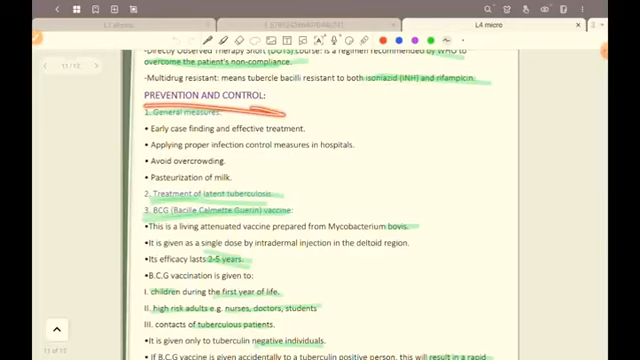 L4 micro
-Directly Observed Therapy Short (DOTS) course: is a regimen recommended by WHO to
overcome the patient's non-compliance.
-Multidrug resistant: means tubercle bacilli resistant to both isoniazid (INH) and rifampicin.
PREVENTION AND CONTROL:
1. General measures:
• Early case finding and effective treatment.
• Applying proper infection control measures in hospitals.
• Avoid overcrowding.
• Pasteurization of milk.
2. Treatment of latent tuberculosis
3. BCG (Bacille Calmette Guerin) vaccine:
•This is a living attenuated vaccine prepared from Mycobacterium bovis.
•It is given as a single dose by intradermal injection in the deltoid region.
•Its efficacy lasts 2-5 years.
•B.C.G vaccination is given to:
I. children during the first year of life.
II. high risk adults e.g. nurses, doctors, students
III. contacts of tuberculous patients.
•It is given only to tuberculin negative individuals.
•If B.C.G vaccine is given accidentally to a tuberculin positive person, this will result in a rapid